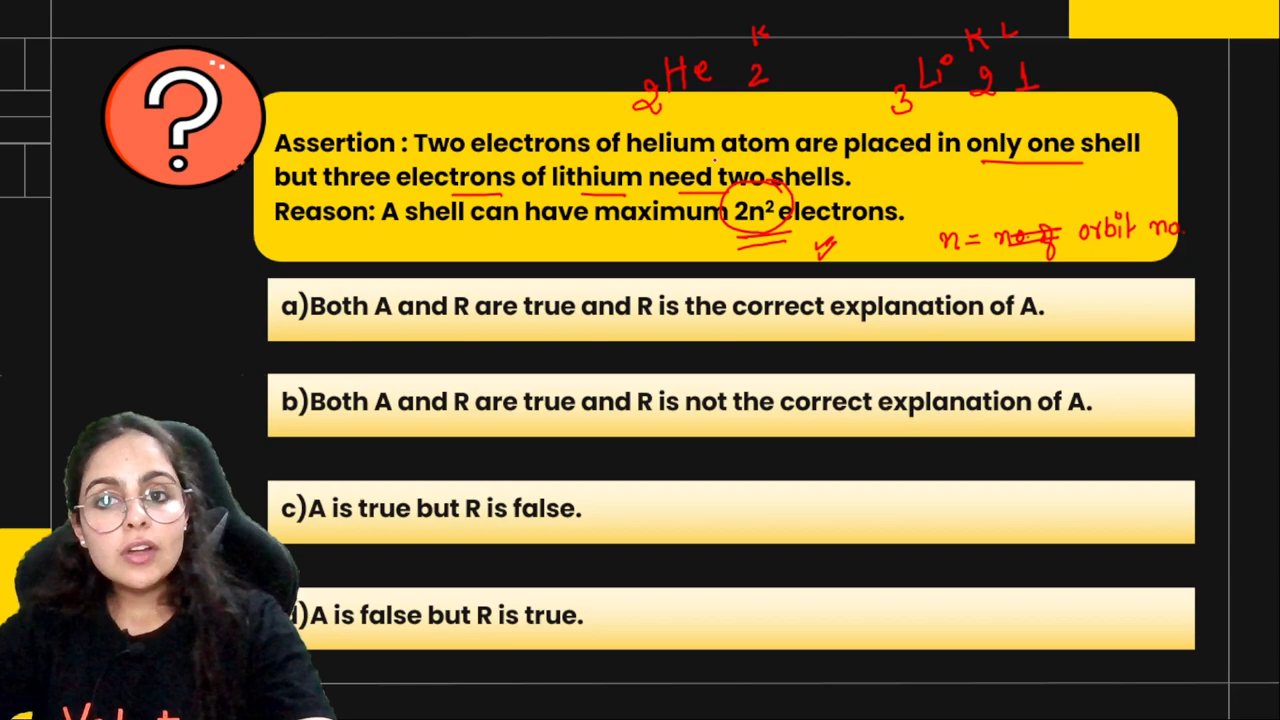 K
K L
2He 2
3Li 2 1
Assertion : Two electrons of helium atom are placed in only one shell
but three electrons of lithium need two shells.
Reason: A shell can have maximum 2n² electrons.
n = no. of orbit no.
a)Both A and R are true and R is the correct explanation of A.
b)Both A and R are true and R is not the correct explanation of A.
c)A is true but R is false.
)A is false but R is true.